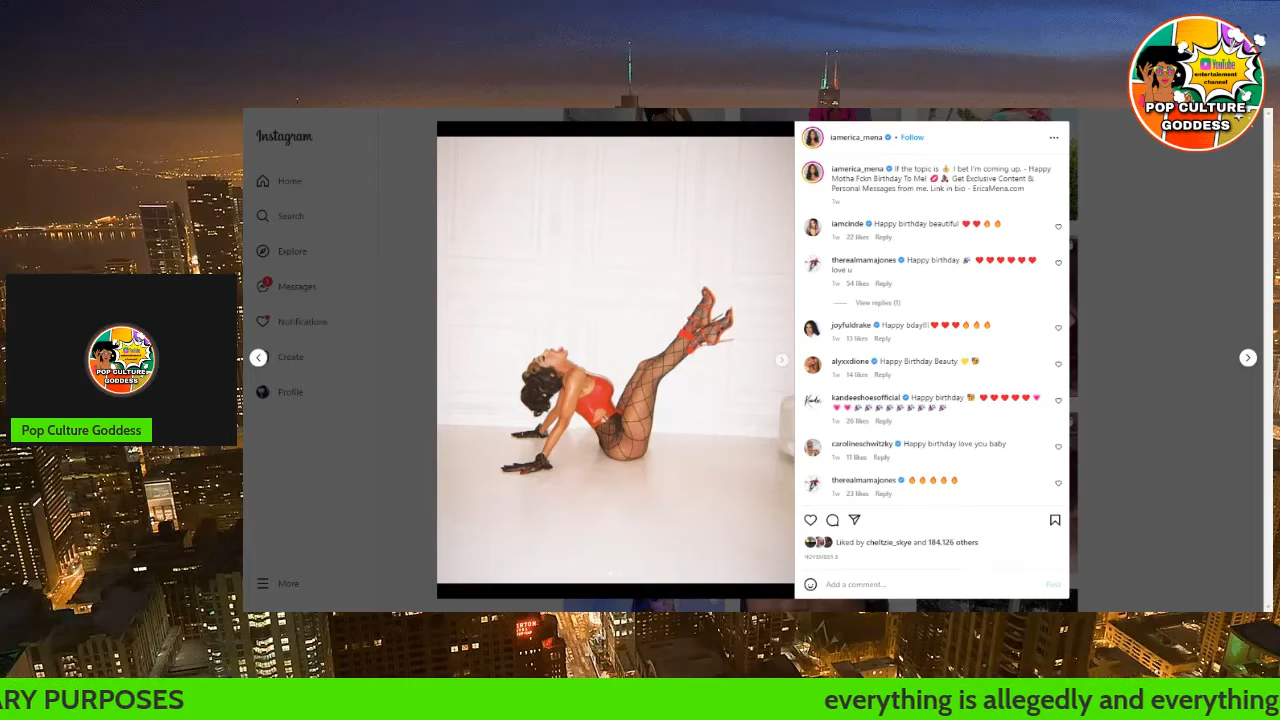 YouTube
entertainment
channel
POP CULTURE
GODDESS
Instagram
Home
Search
Explore
Messages
Notifications
Create
Profile
More
POP CULTURE
GODDESS
Pop Culture Goddess
iamerica_mena • Follow
iamerica_mena If the topic is 👍 I bet I'm coming up. - Happy
Motha Fckn Birthday To Me! 💋 Get Exclusive Content &
Personal Messages from me. Link in bio - EricaMena.com
1w
iamcinde Happy birthday beautiful ❤️ ❤️ 🔥 🔥
1w 22 likes Reply
therealmamajones Happy birthday 🎉 ❤️ ❤️ ❤️ ❤️ ❤️ ❤️
love u
1w 54 likes Reply
View replies (1)
joyfuldrake Happy bday!!! ❤️ ❤️ ❤️ 🔥 🔥 🔥
1w 13 likes Reply
alyxxdione Happy Birthday Beauty 💛 🥳
1w 14 likes Reply
kandeeshoesofficial Happy birthday 🥳 ❤️ ❤️ ❤️ ❤️ ❤️ 💗
💗 💗 🎉 🎉 🎉 🎉 🎉 🎉 🎉 🎉 🎉
1w 26 likes Reply
carolineschwitzky Happy birthday love you baby
1w 11 likes Reply
therealmamajones 🔥 🔥 🔥 🔥 🔥
1w 23 likes Reply
Liked by cheltzie_skye and 184,126 others
Add a comment...
Post
ARY PURPOSES
everything is allegedly and everything